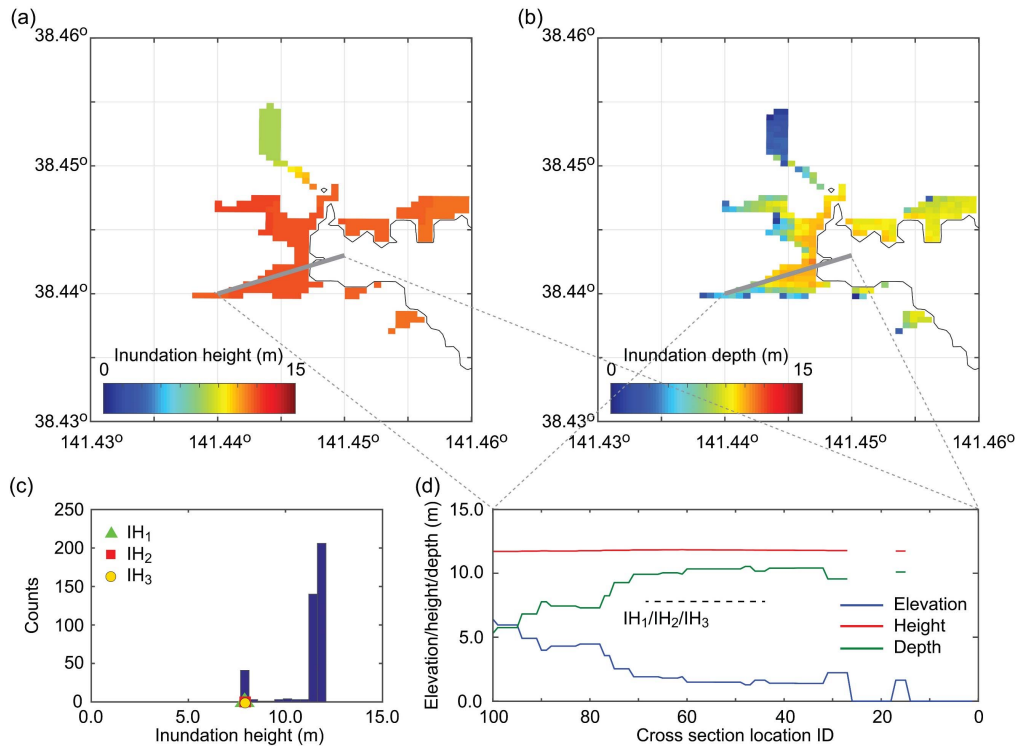 (a)
38.46°
38.45°
38.44°
38.43°
Inundation height (m)
0
15
141.43°
141.44°
141.45°
141.46°
(b)
38.46°
38.45°
38.44°
38.43°
Inundation depth (m)
0
15
141.43°
141.44°
141.45°
141.46°
(c)
250
200
150
100
50
0
Counts
IH₁
IH₂
IH₃
0.0
5.0
10.0
15.0
Inundation height (m)
(d)
15.0
10.0
5.0
0.0
Elevation/height/depth (m)
IH₁/IH₂/IH₃
Elevation
Height
Depth
100
80
60
40
20
0
Cross section location ID